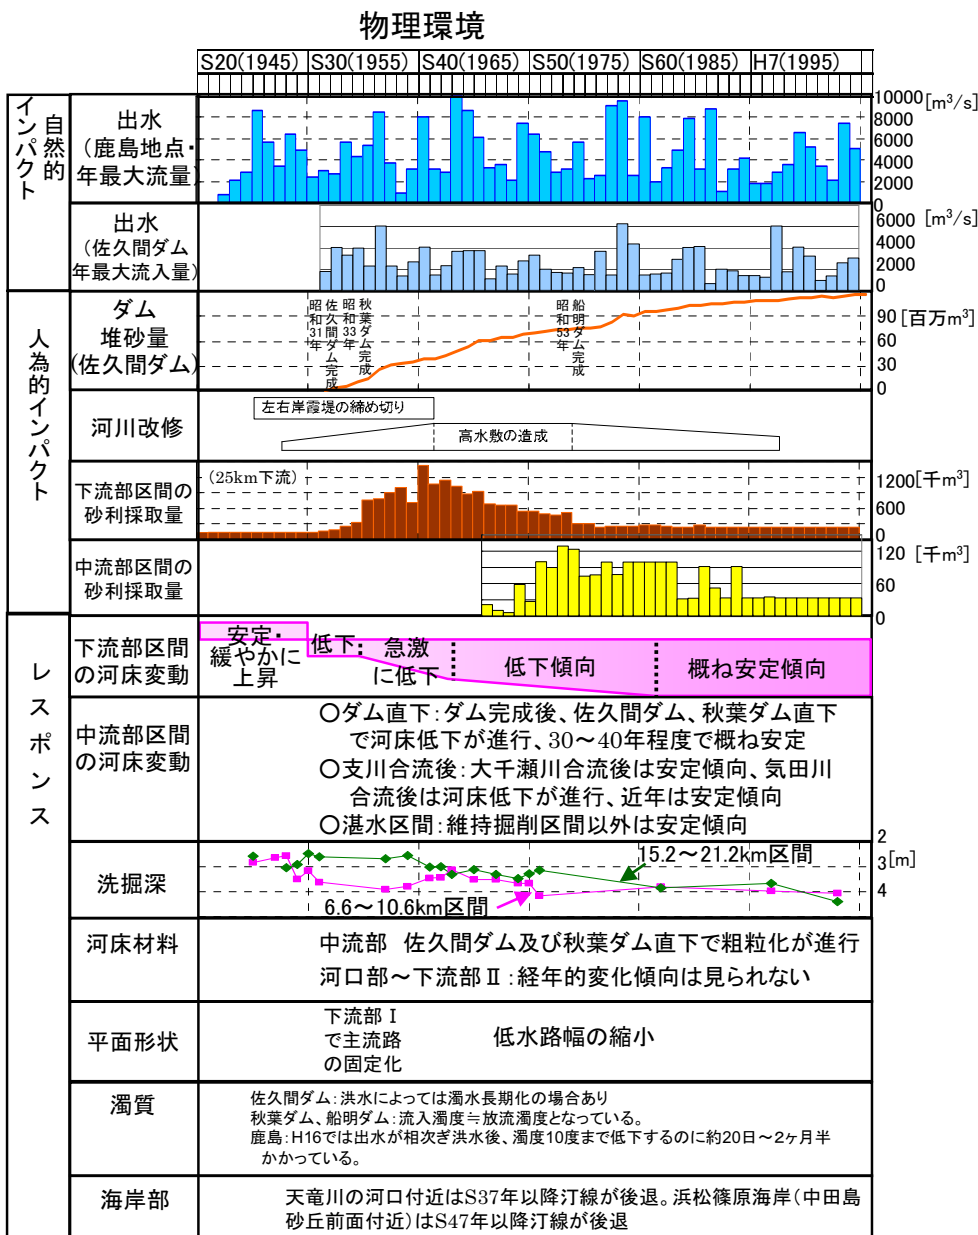 物理環境
S20(1945) S30(1955) S40(1965) S50(1975) S60(1985) H7(1995)
自然的インパクト
出水
(鹿島地点・
年最大流量)
10000[m³/s]
8000
6000
4000
2000
0
出水
(佐久間ダム
年最大流入量)
6000 [m³/s]
4000
2000
0
人為的インパクト
ダム
堆砂量
(佐久間ダム)
昭和31年
佐久間ダム完成
昭和33年
秋葉ダム完成
昭和53年
船明ダム完成
90 [百万m³]
60
30
0
河川改修
左右岸霞堤の締め切り
高水敷の造成
下流部区間の
砂利採取量
(25km下流)
1200[千m³]
600
0
中流部区間の
砂利採取量
120 [千m³]
60
0
レスポンス
下流部区間
の河床変動
安定・
緩やかに
上昇
低下
急激
に低下
低下傾向
概ね安定傾向
中流部区間
の河床変動
○ダム直下:ダム完成後、佐久間ダム、秋葉ダム直下
で河床低下が進行、30～40年程度で概ね安定
○支川合流後:大千瀬川合流後は安定傾向、気田川
合流後は河床低下が進行、近年は安定傾向
○湛水区間:維持掘削区間以外は安定傾向
洗掘深
2
3[m]
4
15.2～21.2km区間
6.6～10.6km区間
河床材料
中流部 佐久間ダム及び秋葉ダム直下で粗粒化が進行
河口部～下流部Ⅱ:経年的変化傾向は見られない
平面形状
下流部Ⅰ
で主流路
の固定化
低水路幅の縮小
濁質
佐久間ダム:洪水によっては濁水長期化の場合あり
秋葉ダム、船明ダム:流入濁度≒放流濁度となっている。
鹿島:H16では出水が相次ぎ洪水後、濁度10度まで低下するのに約20日～2ヶ月半
かかっている。
海岸部
天竜川の河口付近はS37年以降汀線が後退。浜松篠原海岸(中田島
砂丘前面付近)はS47年以降汀線が後退